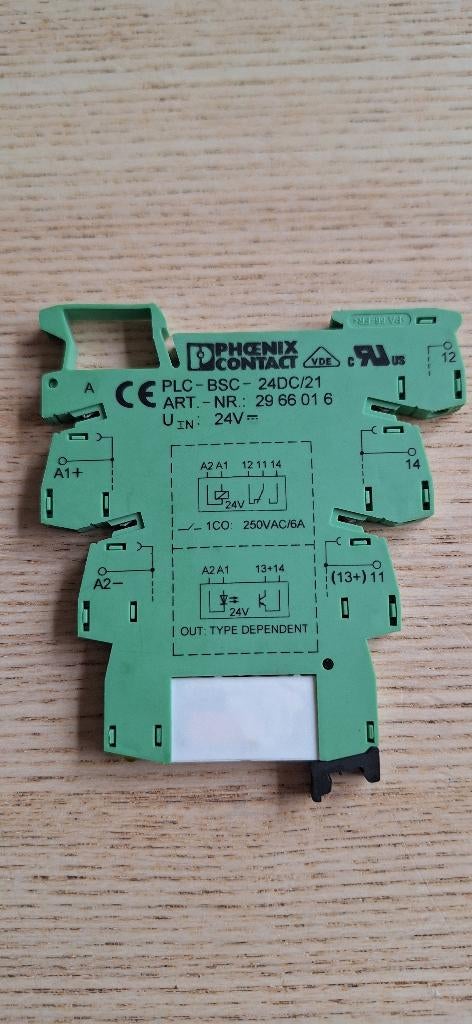 PHŒNIX
CONTACT
VDE
c RU US
12
A
CE PLC-BSC- 24DC/21
ART.-NR.: 29 66 01 6
U IN: 24V
A1+
14
A2 A1 12 11 14
24V
1CO: 250VAC/6A
A2-
(13+) 11
A2 A1 13+14
24V
OUT: TYPE DEPENDENT